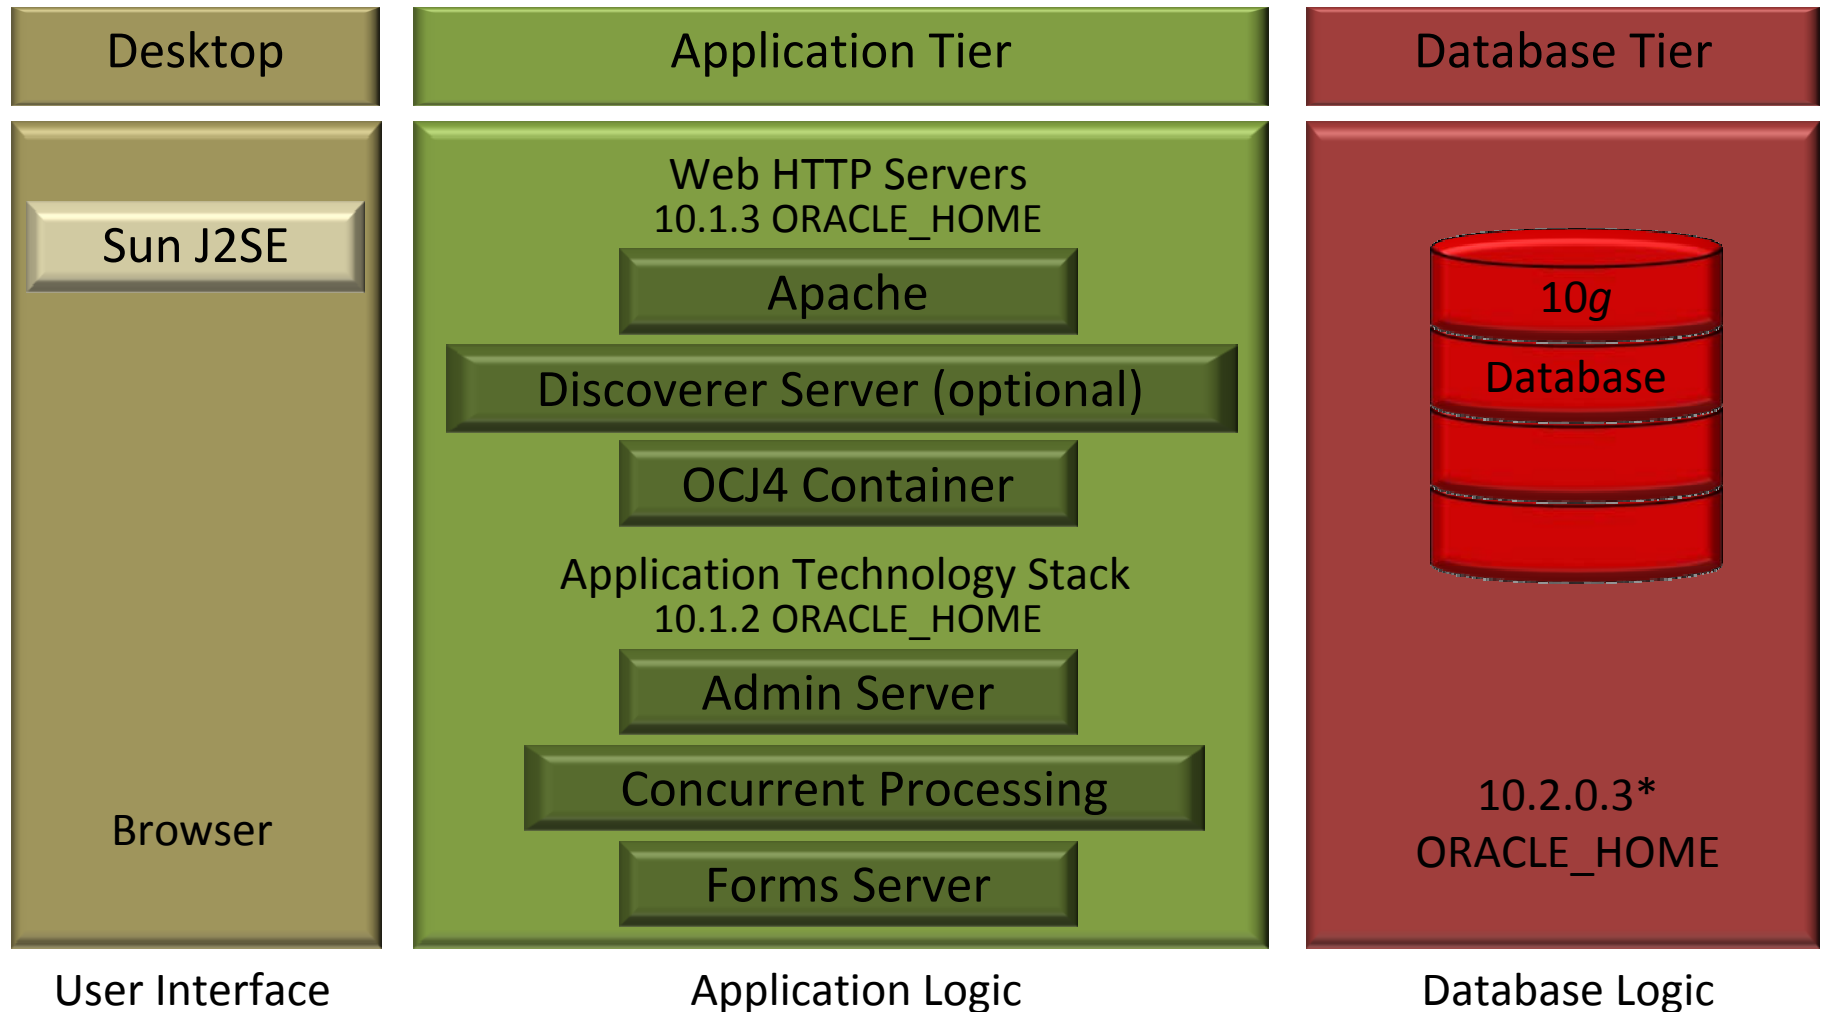 Desktop
Application Tier
Database Tier
Sun J2SE
Browser
Web HTTP Servers
10.1.3 ORACLE_HOME
Apache
Discoverer Server (optional)
OCJ4 Container
Application Technology Stack
10.1.2 ORACLE_HOME
Admin Server
Concurrent Processing
Forms Server
10g
Database
10.2.0.3*
ORACLE_HOME
User Interface
Application Logic
Database Logic